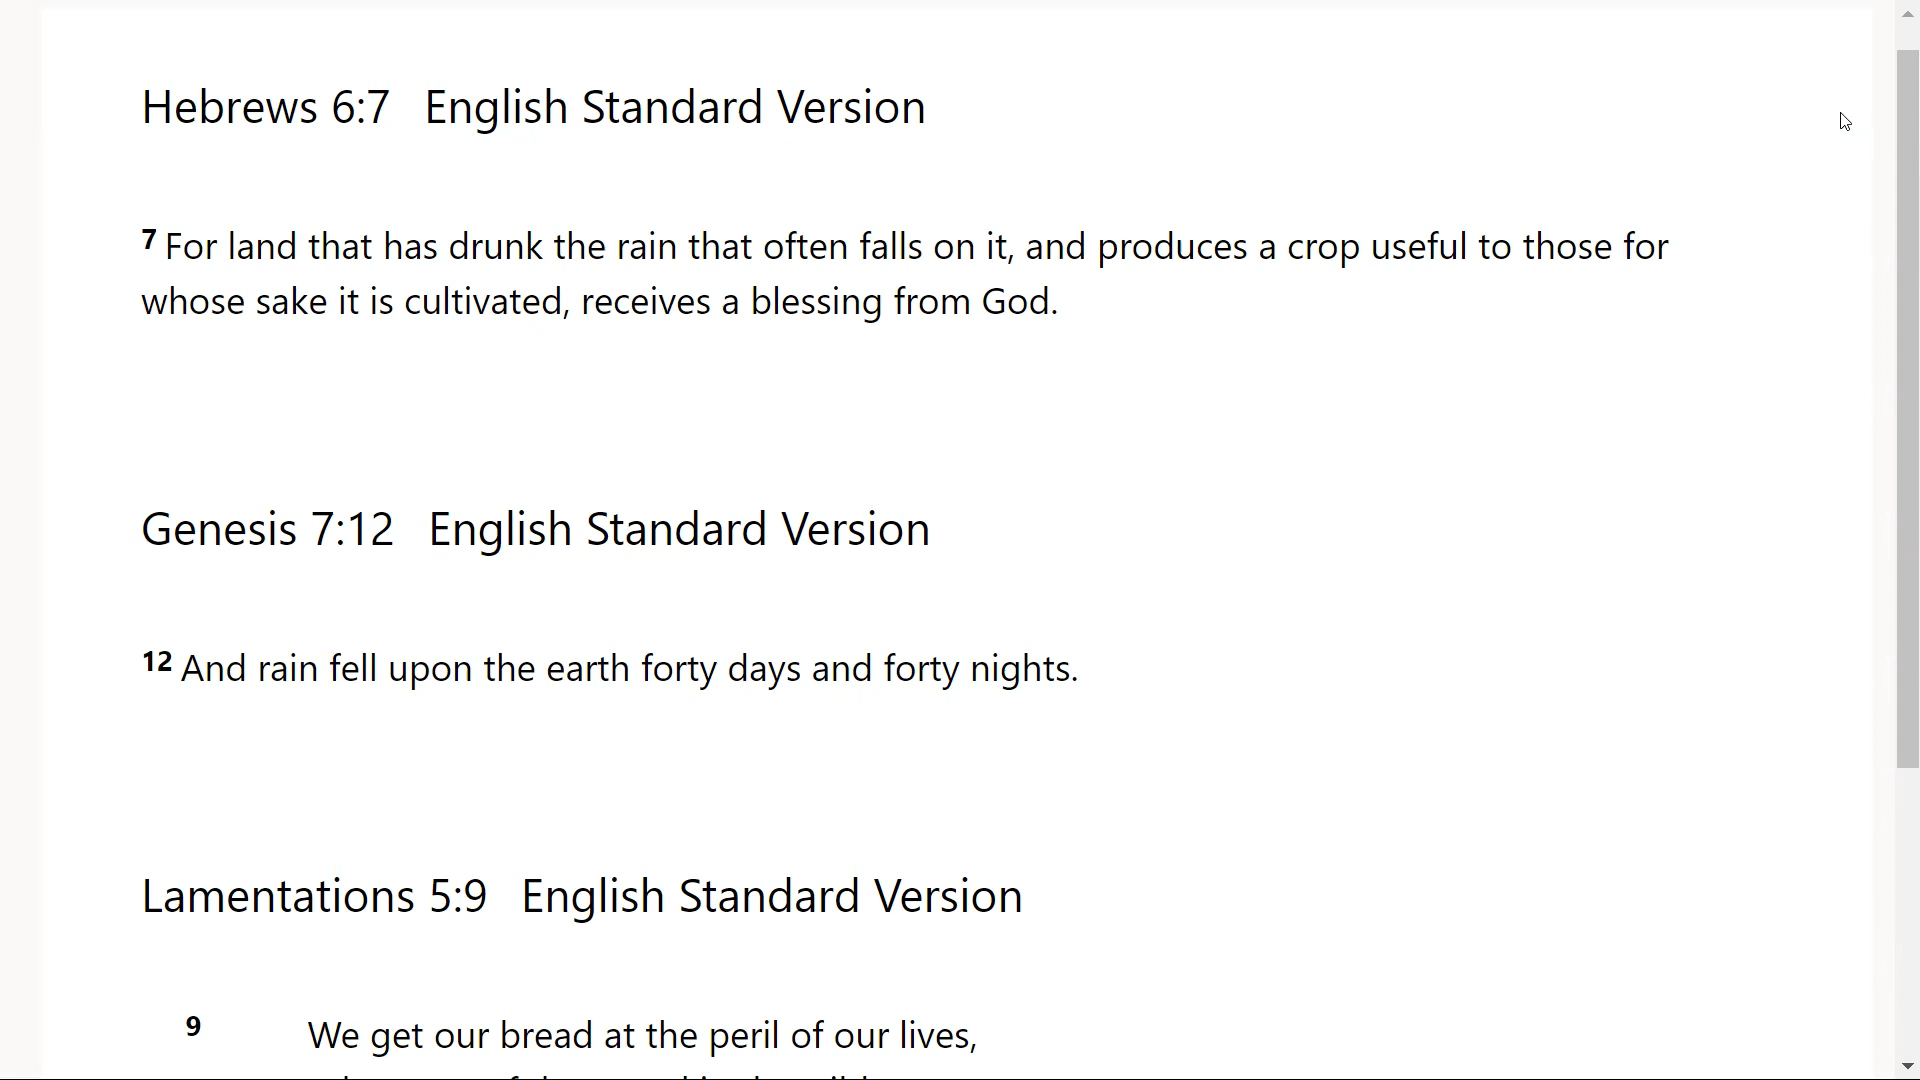 Hebrews 6:7 English Standard Version
7 For land that has drunk the rain that often falls on it, and produces a crop useful to those for
whose sake it is cultivated, receives a blessing from God.
Genesis 7:12 English Standard Version
12 And rain fell upon the earth forty days and forty nights.
Lamentations 5:9 English Standard Version
9 We get our bread at the peril of our lives,